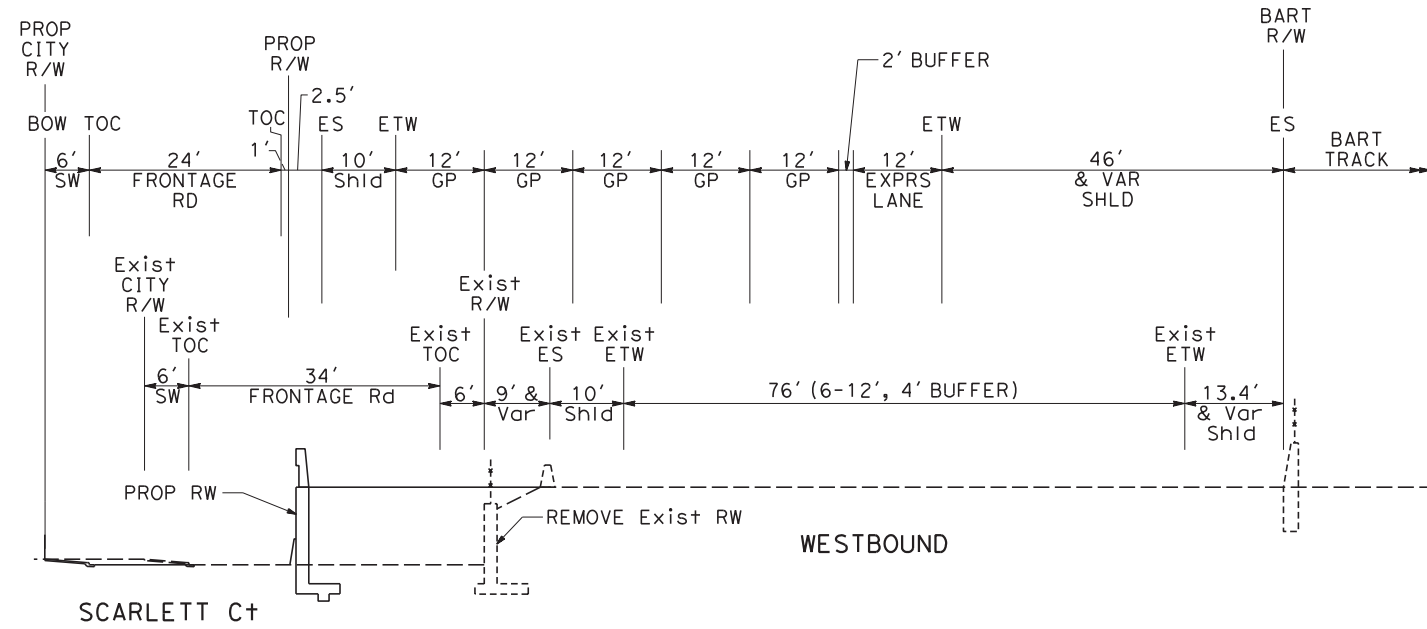 PROP
CITY
R/W
PROP
R/W
BART
R/W
2' BUFFER
2.5'
BOW TOC
TOC
ES
ETW
ETW
ES
1'
6'
SW
24'
FRONTAGE
RD
10'
Shld
12'
GP
12'
GP
12'
GP
12'
GP
12'
GP
12'
EXPRS
LANE
46'
& VAR
SHLD
BART
TRACK
Exist
CITY
R/W
Exist
R/W
Exist
TOC
Exist
TOC
Exist
ES
Exist
ETW
Exist
ETW
6'
SW
34'
FRONTAGE Rd
6'
9' &
Var
10'
Shld
76' (6-12', 4' BUFFER)
13.4'
& Var
Shld
PROP RW
REMOVE Exist RW
WESTBOUND
SCARLETT Ct